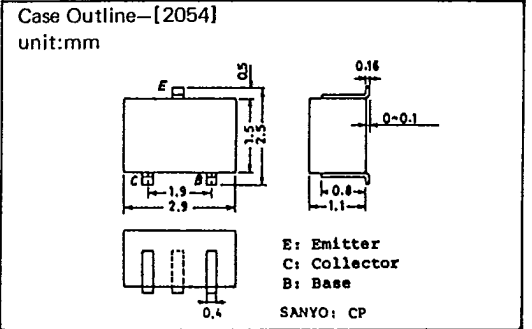 Case Outline—[2054]
unit:mm
E
0.5
0.16
0~0.1
1.5
2.5
C
B
1.9
2.9
0.8
1.1
0.4
E: Emitter
C: Collector
B: Base
SANYO: CP